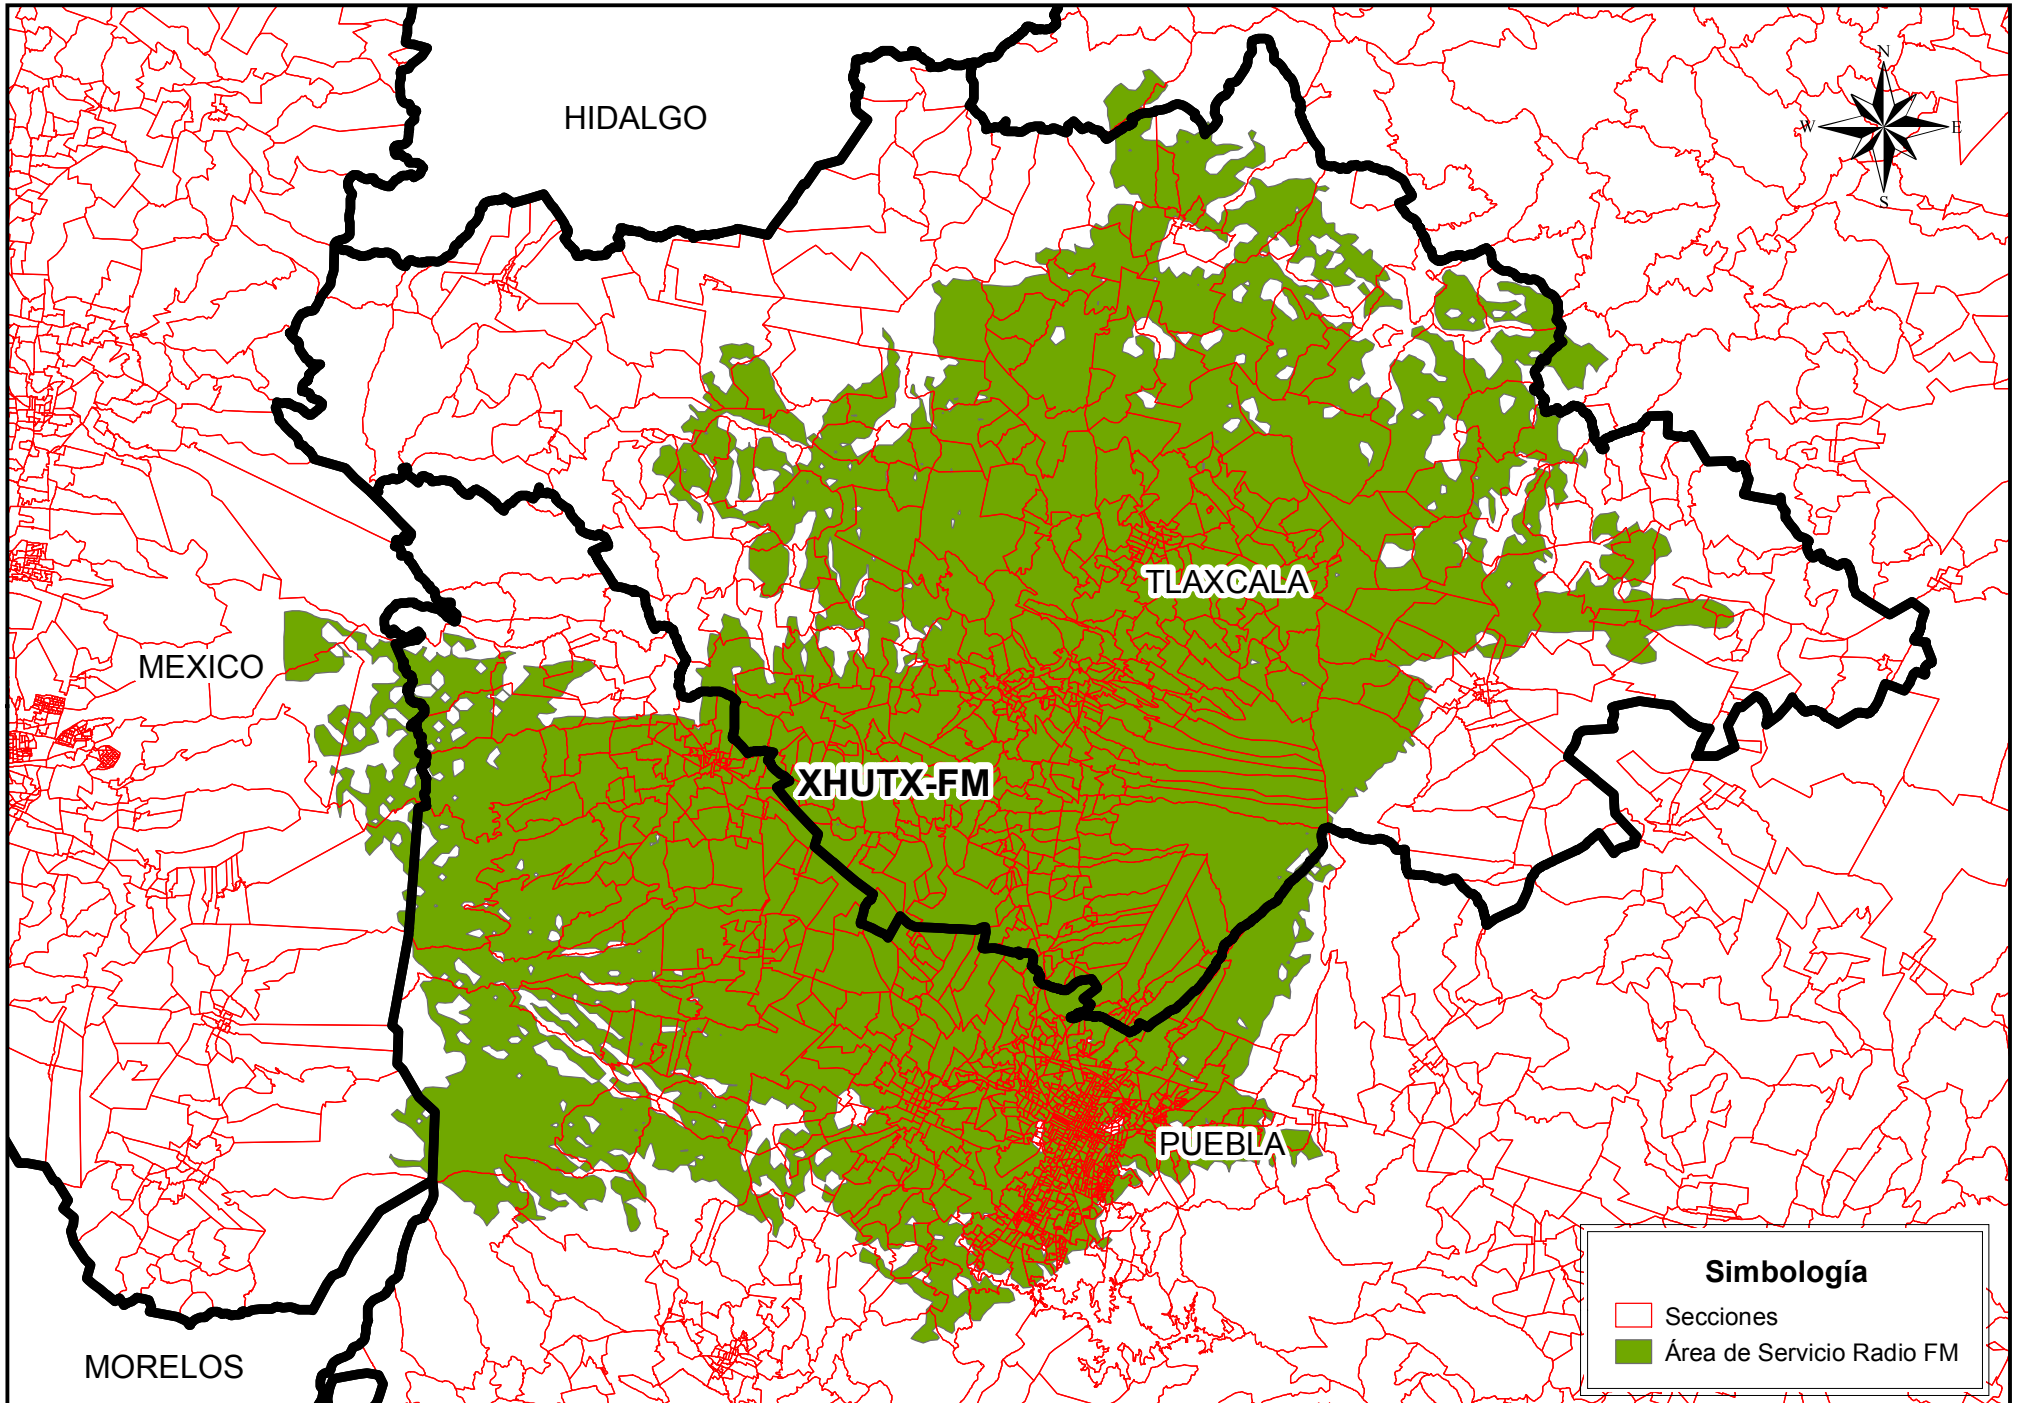 HIDALGO
N
W
E
S
TLAXCALA
MEXICO
XHUTX-FM
PUEBLA
MORELOS
Simbología
Secciones
Área de Servicio Radio FM